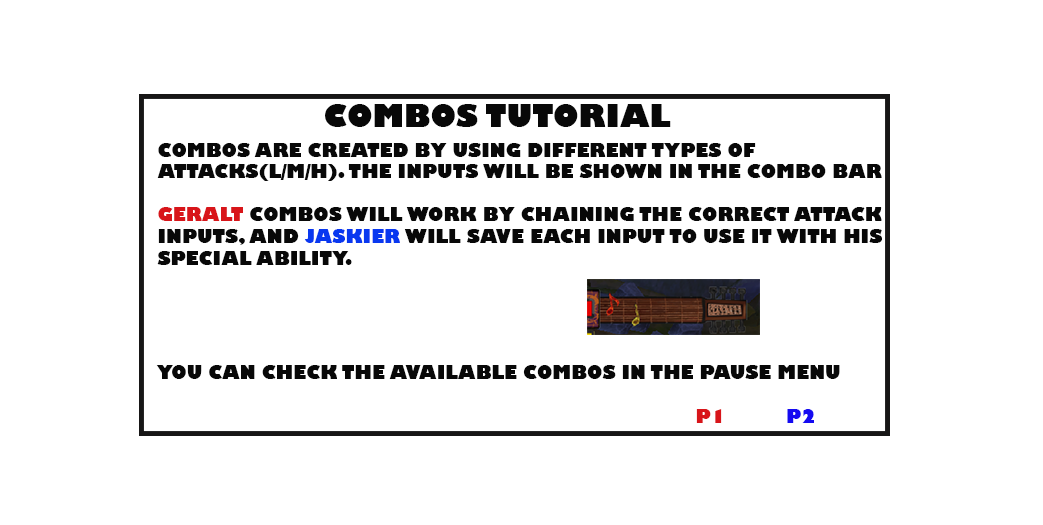 COMBOS TUTORIAL
COMBOS ARE CREATED BY USING DIFFERENT TYPES OF
ATTACKS(L/M/H). THE INPUTS WILL BE SHOWN IN THE COMBO BAR
GERALT COMBOS WILL WORK BY CHAINING THE CORRECT ATTACK
INPUTS, AND JASKIER WILL SAVE EACH INPUT TO USE IT WITH HIS
SPECIAL ABILITY.
YOU CAN CHECK THE AVAILABLE COMBOS IN THE PAUSE MENU
P1 P2